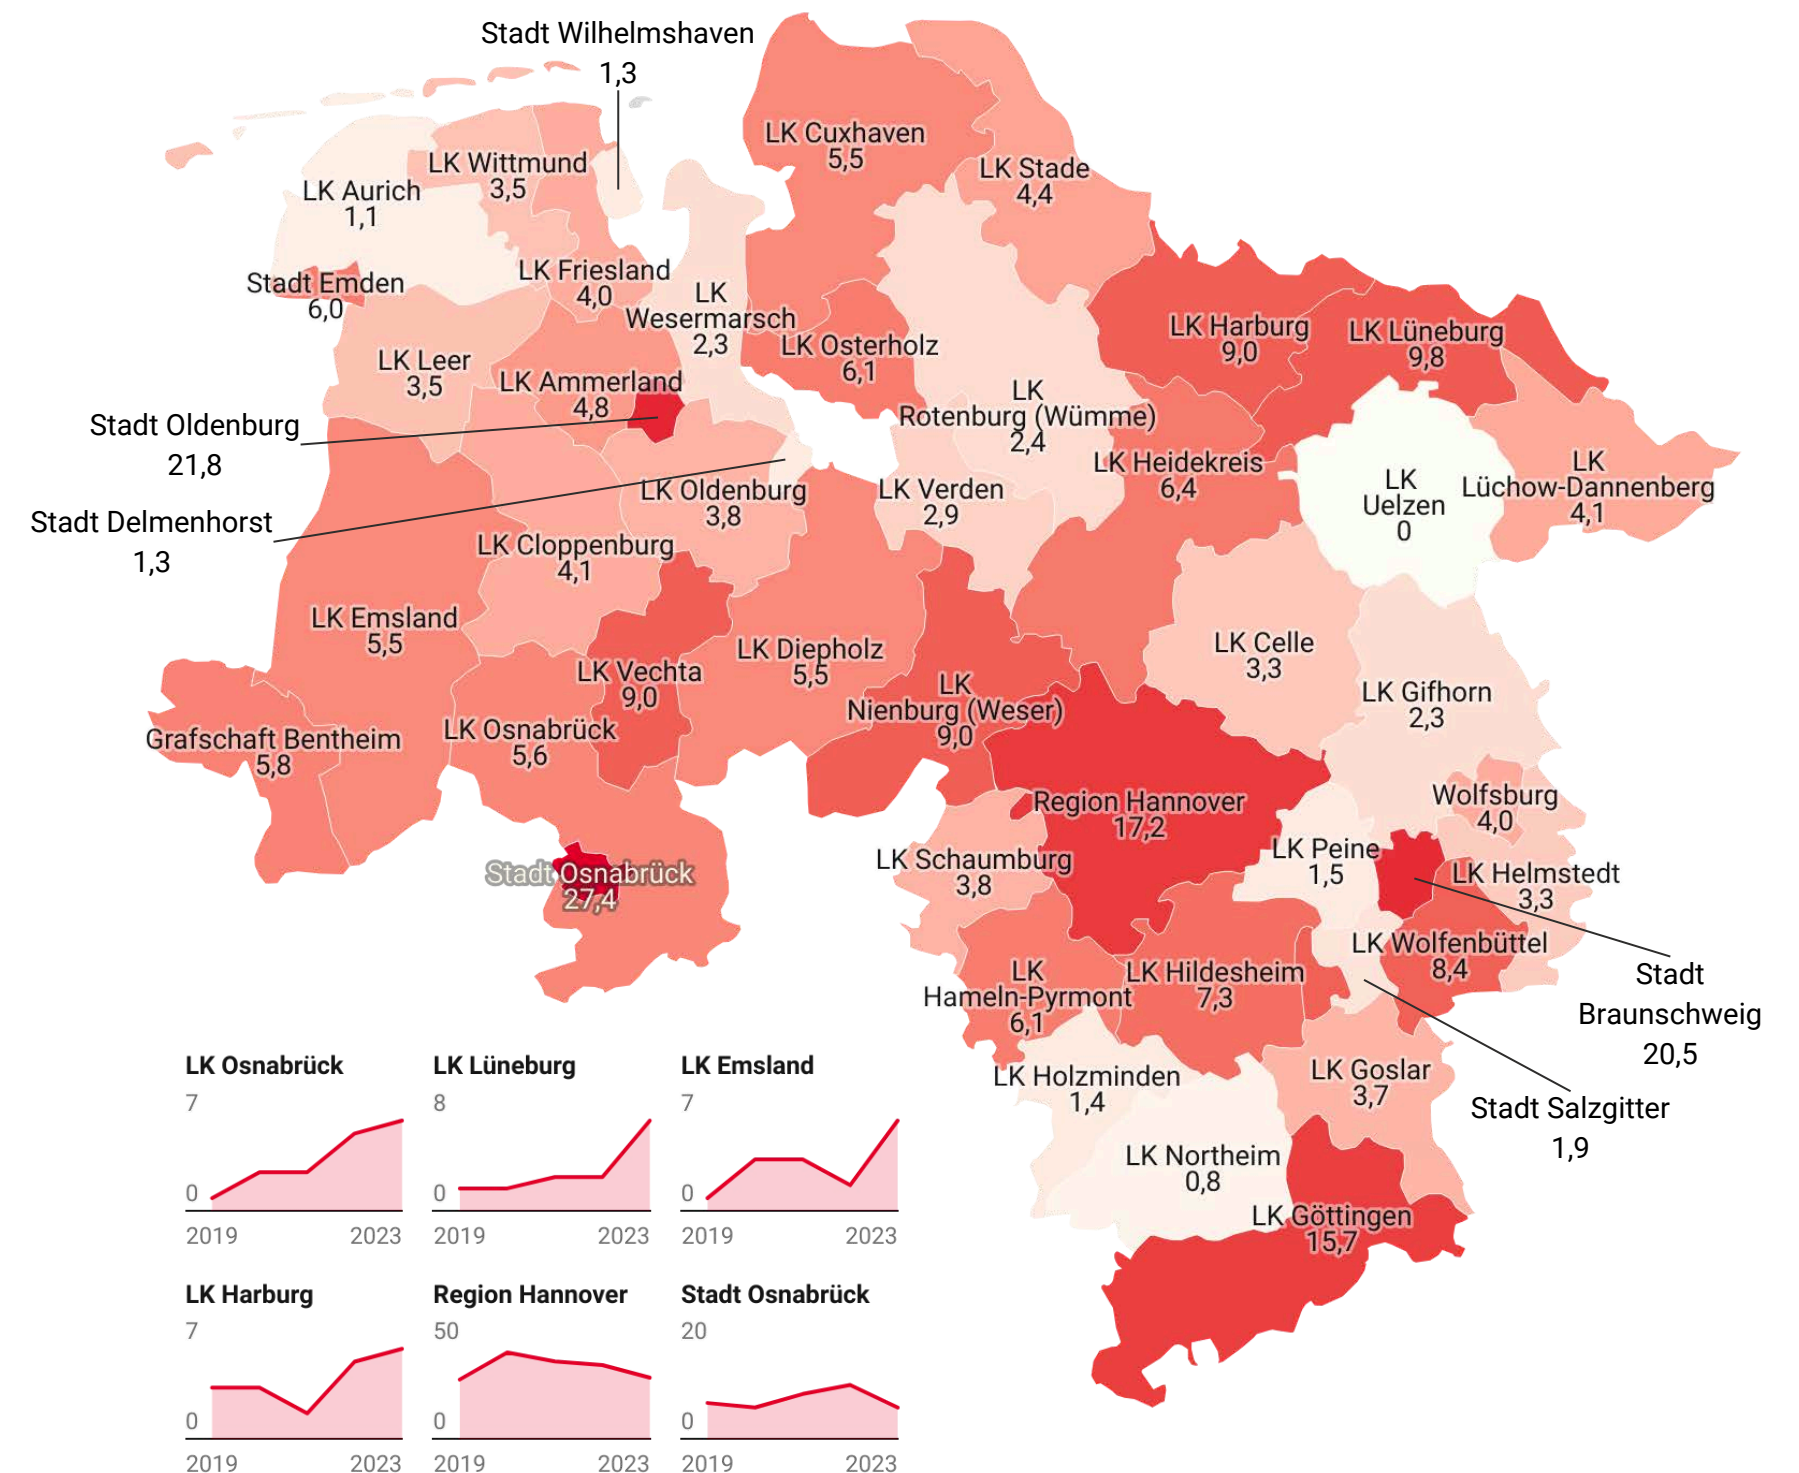 Stadt Wilhelmshaven
1,3
LK Cuxhaven
5,5
LK Stade
4,4
LK Wittmund
3,5
LK Aurich
1,1
LK Friesland
4,0
Stadt Emden
6,0
LK
Wesermarsch
2,3
LK Osterholz
6,1
LK Harburg
9,0
LK Lüneburg
9,8
LK Leer
3,5
LK Ammerland
4,8
LK
Rotenburg (Wümme)
2,4
Stadt Oldenburg
21,8
LK Heidekreis
6,4
LK
Uelzen
0
LK
Lüchow-Dannenberg
4,1
LK Oldenburg
3,8
LK Verden
2,9
Stadt Delmenhorst
1,3
LK Cloppenburg
4,1
LK Emsland
5,5
LK Vechta
9,0
LK Diepholz
5,5
LK
Nienburg (Weser)
9,0
LK Celle
3,3
LK Gifhorn
2,3
Grafschaft Bentheim
5,8
LK Osnabrück
5,6
Region Hannover
17,2
Wolfsburg
4,0
Stadt Osnabrück
27,4
LK Schaumburg
3,8
LK Peine
1,5
LK Helmstedt
3,3
LK Wolfenbüttel
8,4
LK
Hameln-Pyrmont
6,1
LK Hildesheim
7,3
Stadt
Braunschweig
20,5
LK Holzminden
1,4
LK Goslar
3,7
Stadt Salzgitter
1,9
LK Northeim
0,8
LK Göttingen
15,7
LK Osnabrück
7
0
2019 2023
LK Lüneburg
8
0
2019 2023
LK Emsland
7
0
2019 2023
LK Harburg
7
0
2019 2023
Region Hannover
50
0
2019 2023
Stadt Osnabrück
20
0
2019 2023